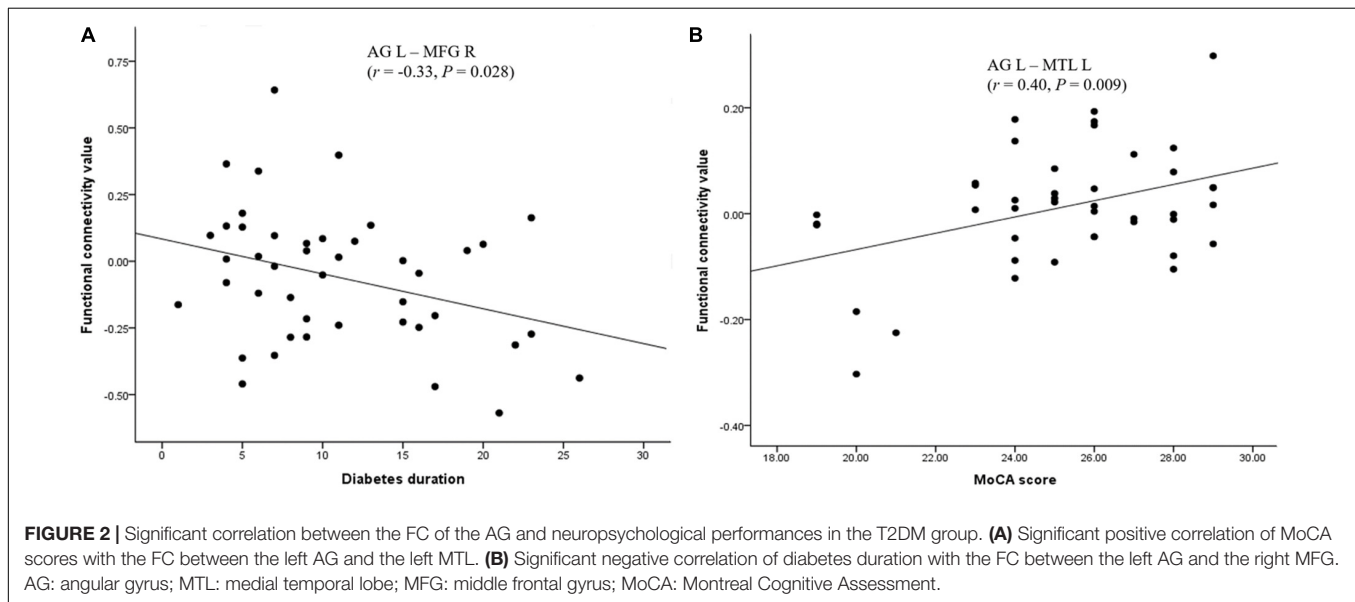 A
AG L – MFG R
(r = -0.33, P = 0.028)
Functional connectivity value
0.75
0.50
0.25
0.00
-0.25
-0.50
0 5 10 15 20 25 30
Diabetes duration
B
AG L – MTL L
(r = 0.40, P = 0.009)
Functional connectivity value
0.20
0.00
-0.20
-0.40
18.00 20.00 22.00 24.00 26.00 28.00 30.00
MoCA score
FIGURE 2 | Significant correlation between the FC of the AG and neuropsychological performances in the T2DM group. (A) Significant positive correlation of MoCA
scores with the FC between the left AG and the left MTL. (B) Significant negative correlation of diabetes duration with the FC between the left AG and the right MFG.
AG: angular gyrus; MTL: medial temporal lobe; MFG: middle frontal gyrus; MoCA: Montreal Cognitive Assessment.